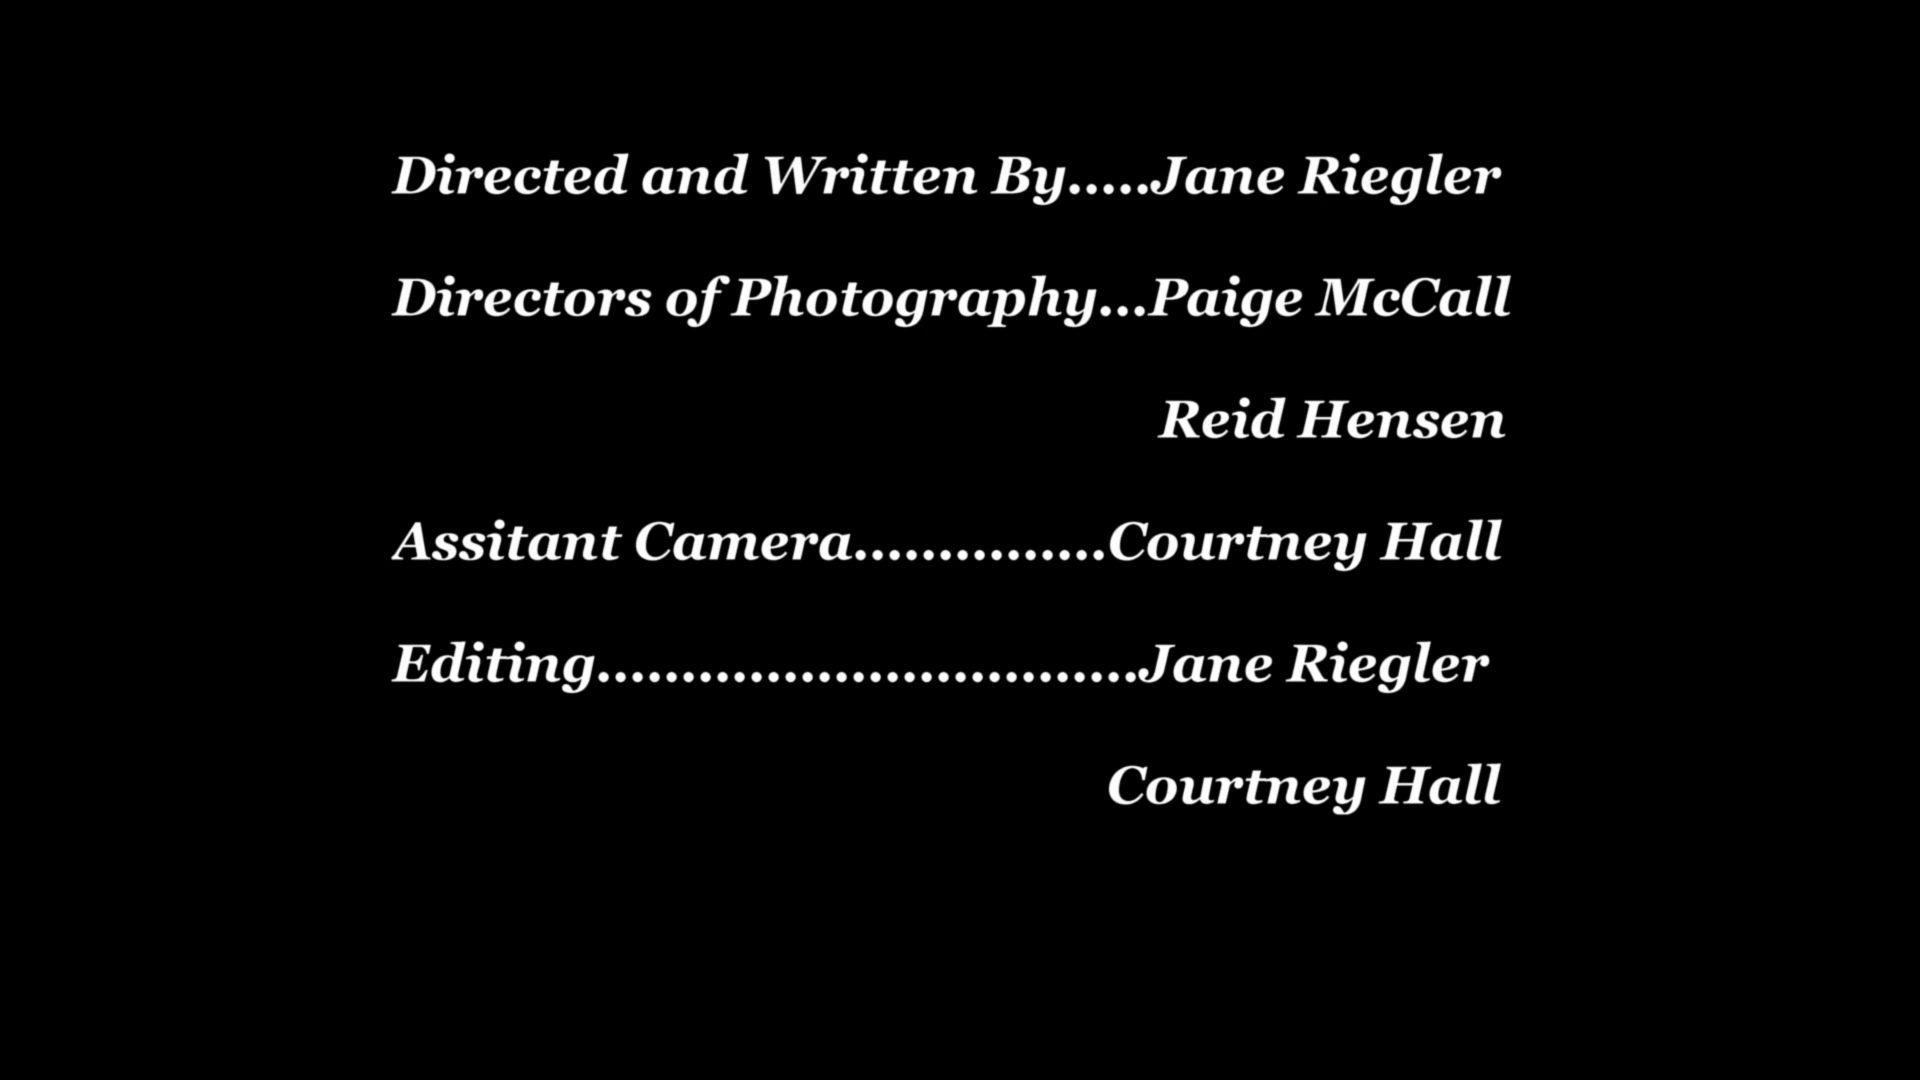 Directed and Written By.....Jane Riegler
Directors of Photography...Paige McCall
Reid Hensen
Assitant Camera...............Courtney Hall
Editing................................Jane Riegler
Courtney Hall